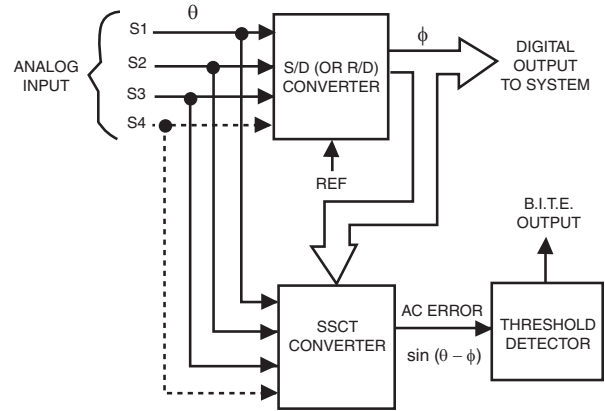 θ
S1
S2
S3
S4
ANALOG
INPUT
S/D (OR R/D)
CONVERTER
REF
ϕ
DIGITAL
OUTPUT
TO SYSTEM
B.I.T.E.
OUTPUT
SSCT
CONVERTER
AC ERROR
sin (θ – ϕ)
THRESHOLD
DETECTOR